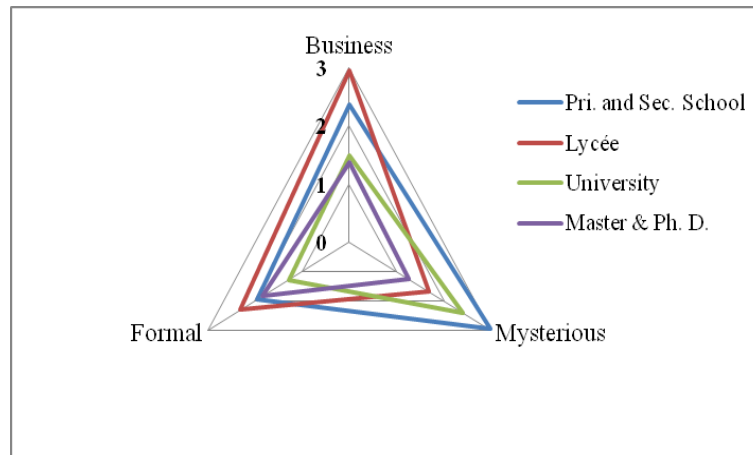 Business
3
2
1
0
Formal
Mysterious
Pri. and Sec. School
Lycée
University
Master & Ph. D.